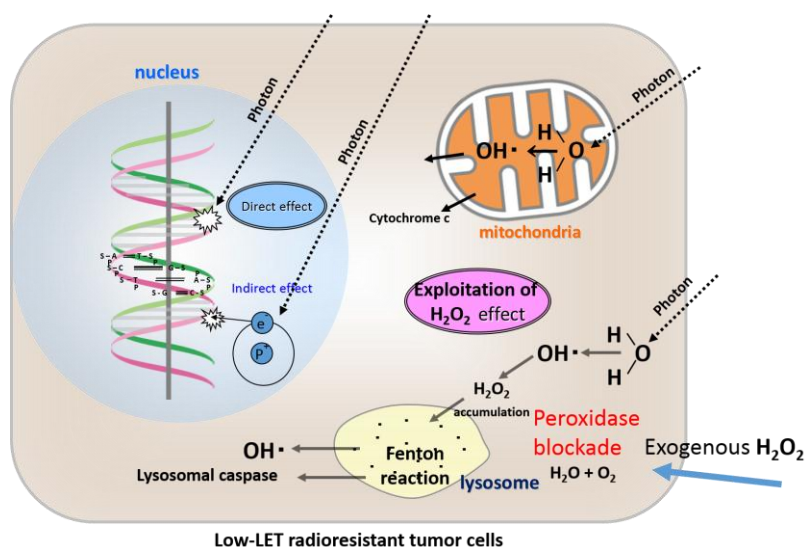 nucleus
Photon
Photon
Photon
Direct effect
S-A T-S
P P
S-C G-S
P P
S-T A-S
P P
S-G C-S
Indirect effect
e
P+
H
OH· O
H
Cytochrome c
mitochondria
Exploitation of
H₂O₂ effect
Photon
H
OH· O
H
H₂O₂
accumulation
Peroxidase
blockade
Exogenous H₂O₂
H₂O + O₂
OH·
Fenton
reaction
Lysosomal caspase
lysosome
Low-LET radioresistant tumor cells